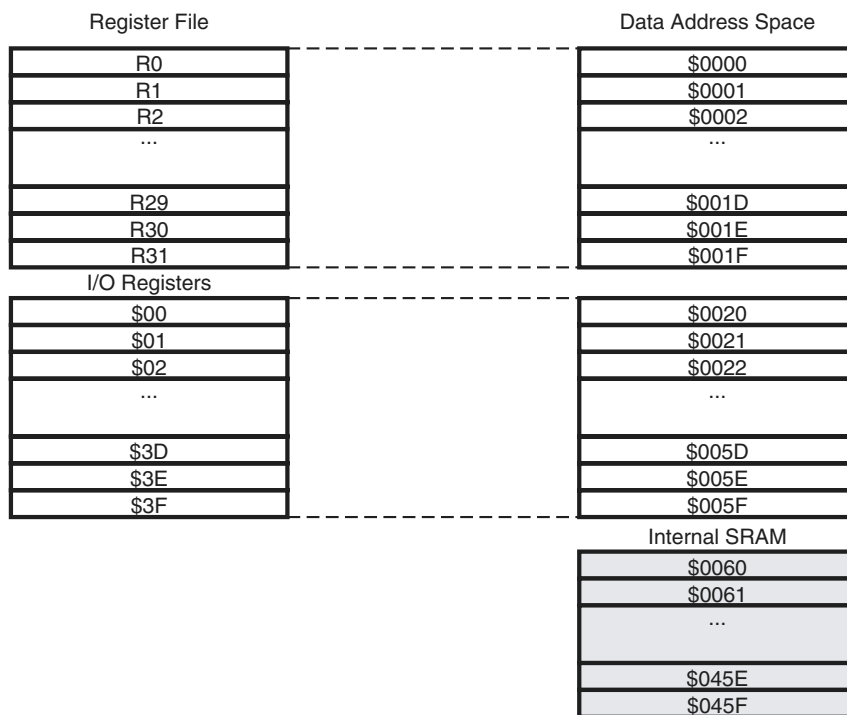 Register File
Data Address Space
R0
$0000
R1
$0001
R2
$0002
...
...
R29
$001D
R30
$001E
R31
$001F
I/O Registers
$00
$0020
$01
$0021
$02
$0022
...
...
$3D
$005D
$3E
$005E
$3F
$005F
Internal SRAM
$0060
$0061
...
$045E
$045F